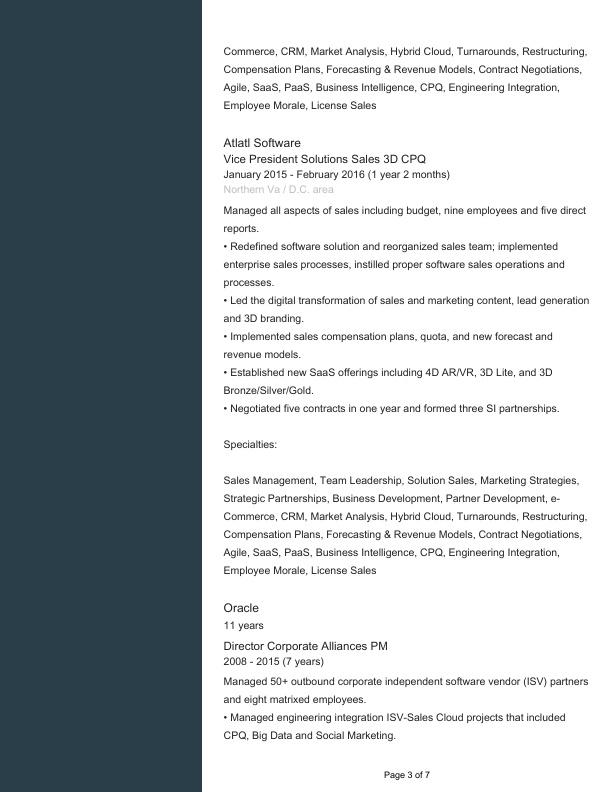 Commerce, CRM, Market Analysis, Hybrid Cloud, Turnarounds, Restructuring,
Compensation Plans, Forecasting & Revenue Models, Contract Negotiations,
Agile, SaaS, PaaS, Business Intelligence, CPQ, Engineering Integration,
Employee Morale, License Sales
Atlatl Software
Vice President Solutions Sales 3D CPQ
January 2015 - February 2016 (1 year 2 months)
Northern Va / D.C. area
Managed all aspects of sales including budget, nine employees and five direct
reports.
• Redefined software solution and reorganized sales team; implemented
enterprise sales processes, instilled proper software sales operations and
processes.
• Led the digital transformation of sales and marketing content, lead generation
and 3D branding.
• Implemented sales compensation plans, quota, and new forecast and
revenue models.
• Established new SaaS offerings including 4D AR/VR, 3D Lite, and 3D
Bronze/Silver/Gold.
• Negotiated five contracts in one year and formed three SI partnerships.
Specialties:
Sales Management, Team Leadership, Solution Sales, Marketing Strategies,
Strategic Partnerships, Business Development, Partner Development, e-
Commerce, CRM, Market Analysis, Hybrid Cloud, Turnarounds, Restructuring,
Compensation Plans, Forecasting & Revenue Models, Contract Negotiations,
Agile, SaaS, PaaS, Business Intelligence, CPQ, Engineering Integration,
Employee Morale, License Sales
Oracle
11 years
Director Corporate Alliances PM
2008 - 2015 (7 years)
Managed 50+ outbound corporate independent software vendor (ISV) partners
and eight matrixed employees.
• Managed engineering integration ISV-Sales Cloud projects that included
CPQ, Big Data and Social Marketing.
Page 3 of 7